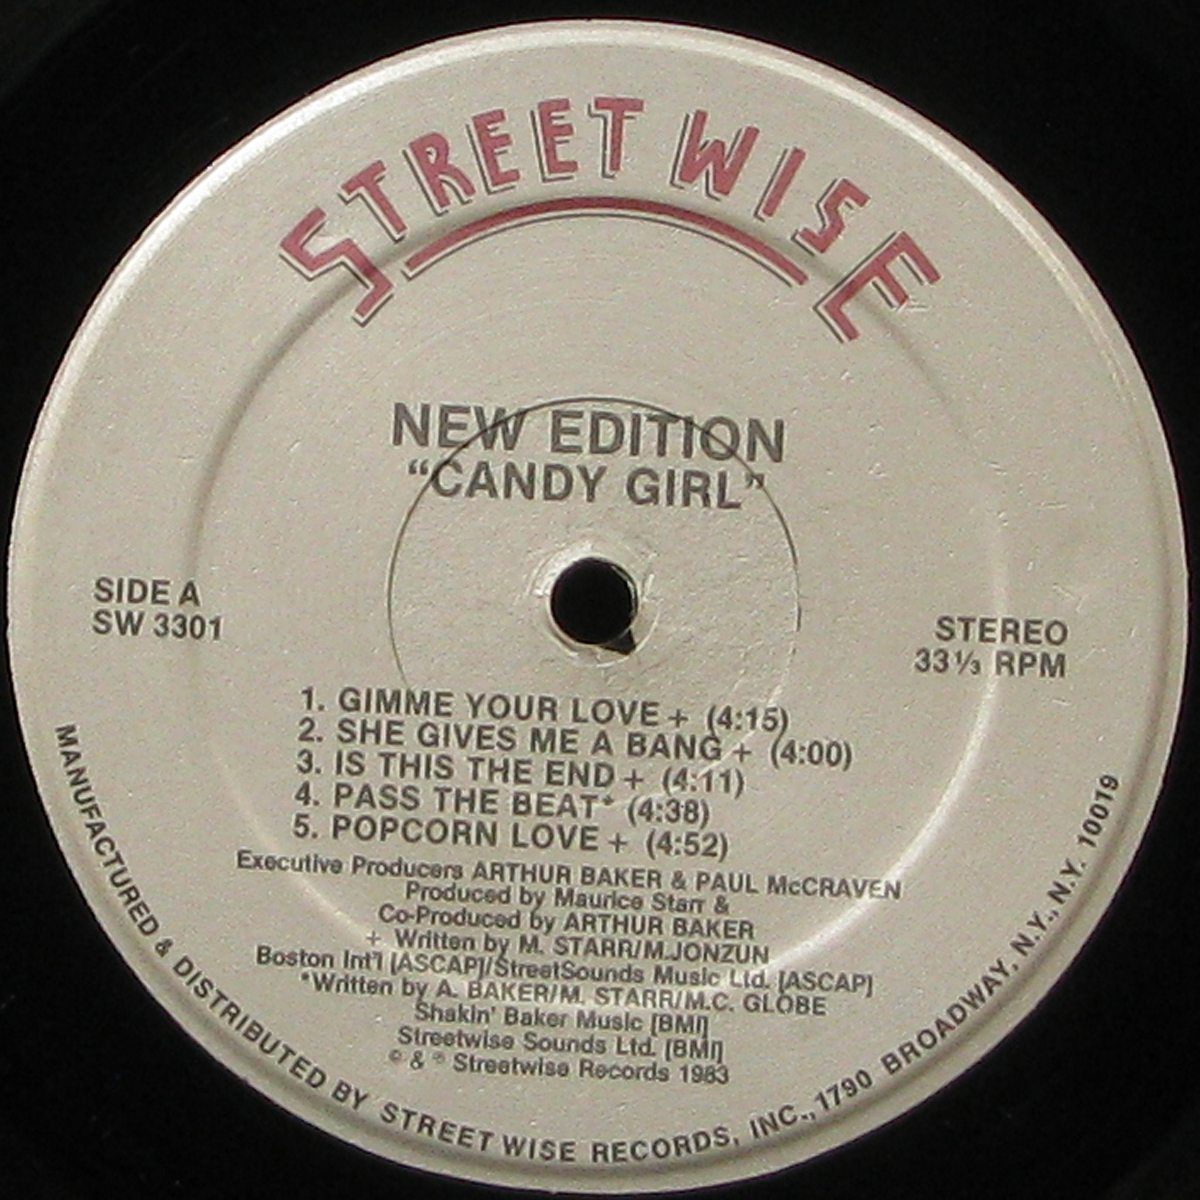 STREET WISE
NEW EDITION
“CANDY GIRL”
SIDE A
SW 3301
STEREO
33⅓ RPM
1. GIMME YOUR LOVE + (4:15)
2. SHE GIVES ME A BANG + (4:00)
3. IS THIS THE END + (4:11)
4. PASS THE BEAT* (4:38)
5. POPCORN LOVE + (4:52)
Executive Producers ARTHUR BAKER & PAUL McCRAVEN
Produced by Maurice Starr &
Co-Produced by ARTHUR BAKER
+ Written by M. STARR/M.JONZUN
Boston Int'l [ASCAP]/StreetSounds Music Ltd. [ASCAP]
*Written by A. BAKER/M. STARR/M.C. GLOBE
Shakin' Baker Music [BMI]
Streetwise Sounds Ltd. [BMI]
© & ℗ Streetwise Records 1983
MANUFACTURED & DISTRIBUTED BY STREET WISE RECORDS, INC., 1790 BROADWAY, N.Y., N.Y. 10019